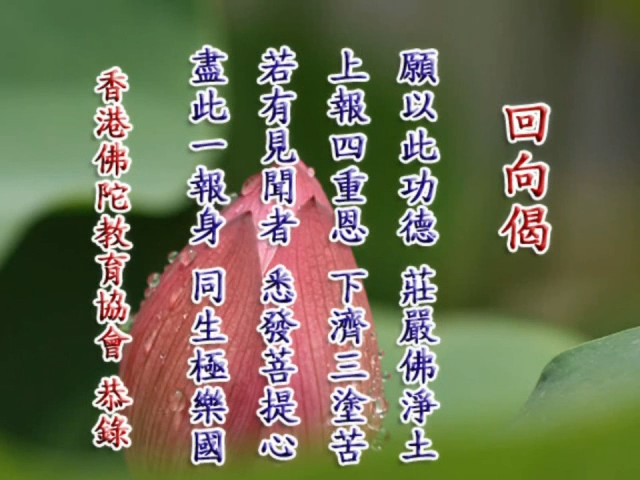 回向偈
願以此功德 莊嚴佛淨土
上報四重恩 下濟三塗苦
若有見聞者 悉發菩提心
盡此一報身 同生極樂國
香港佛陀教育協會 恭錄